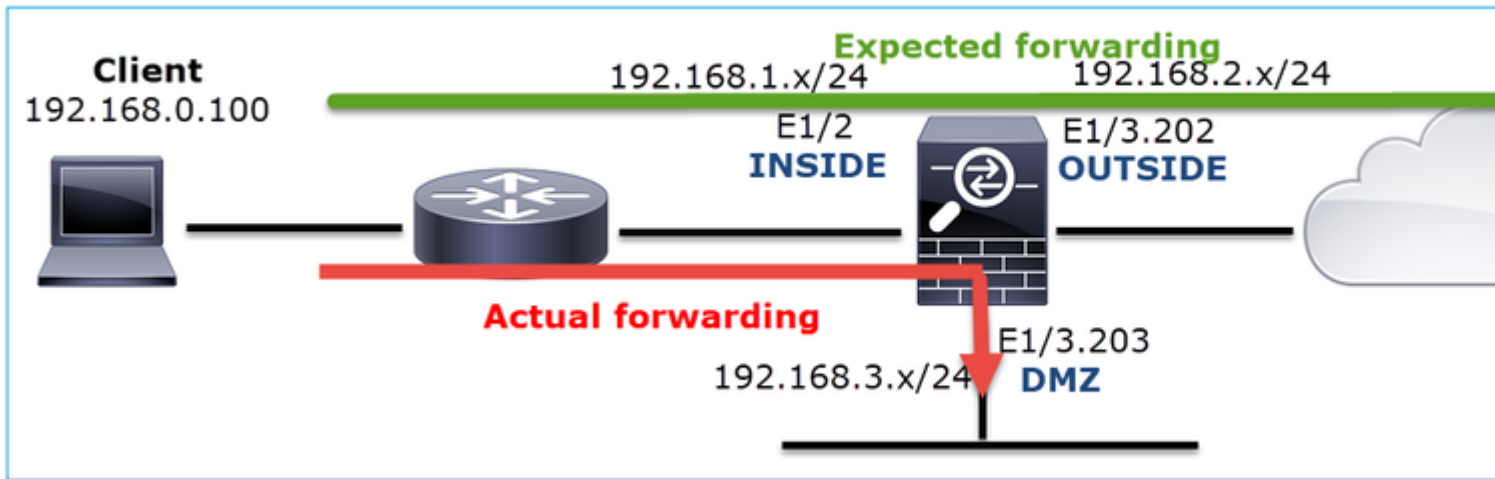 Expected forwarding
Client
192.168.0.100
192.168.1.x/24
192.168.2.x/24
E1/2
INSIDE
E1/3.202
OUTSIDE
Actual forwarding
E1/3.203
192.168.3.x/24
DMZ